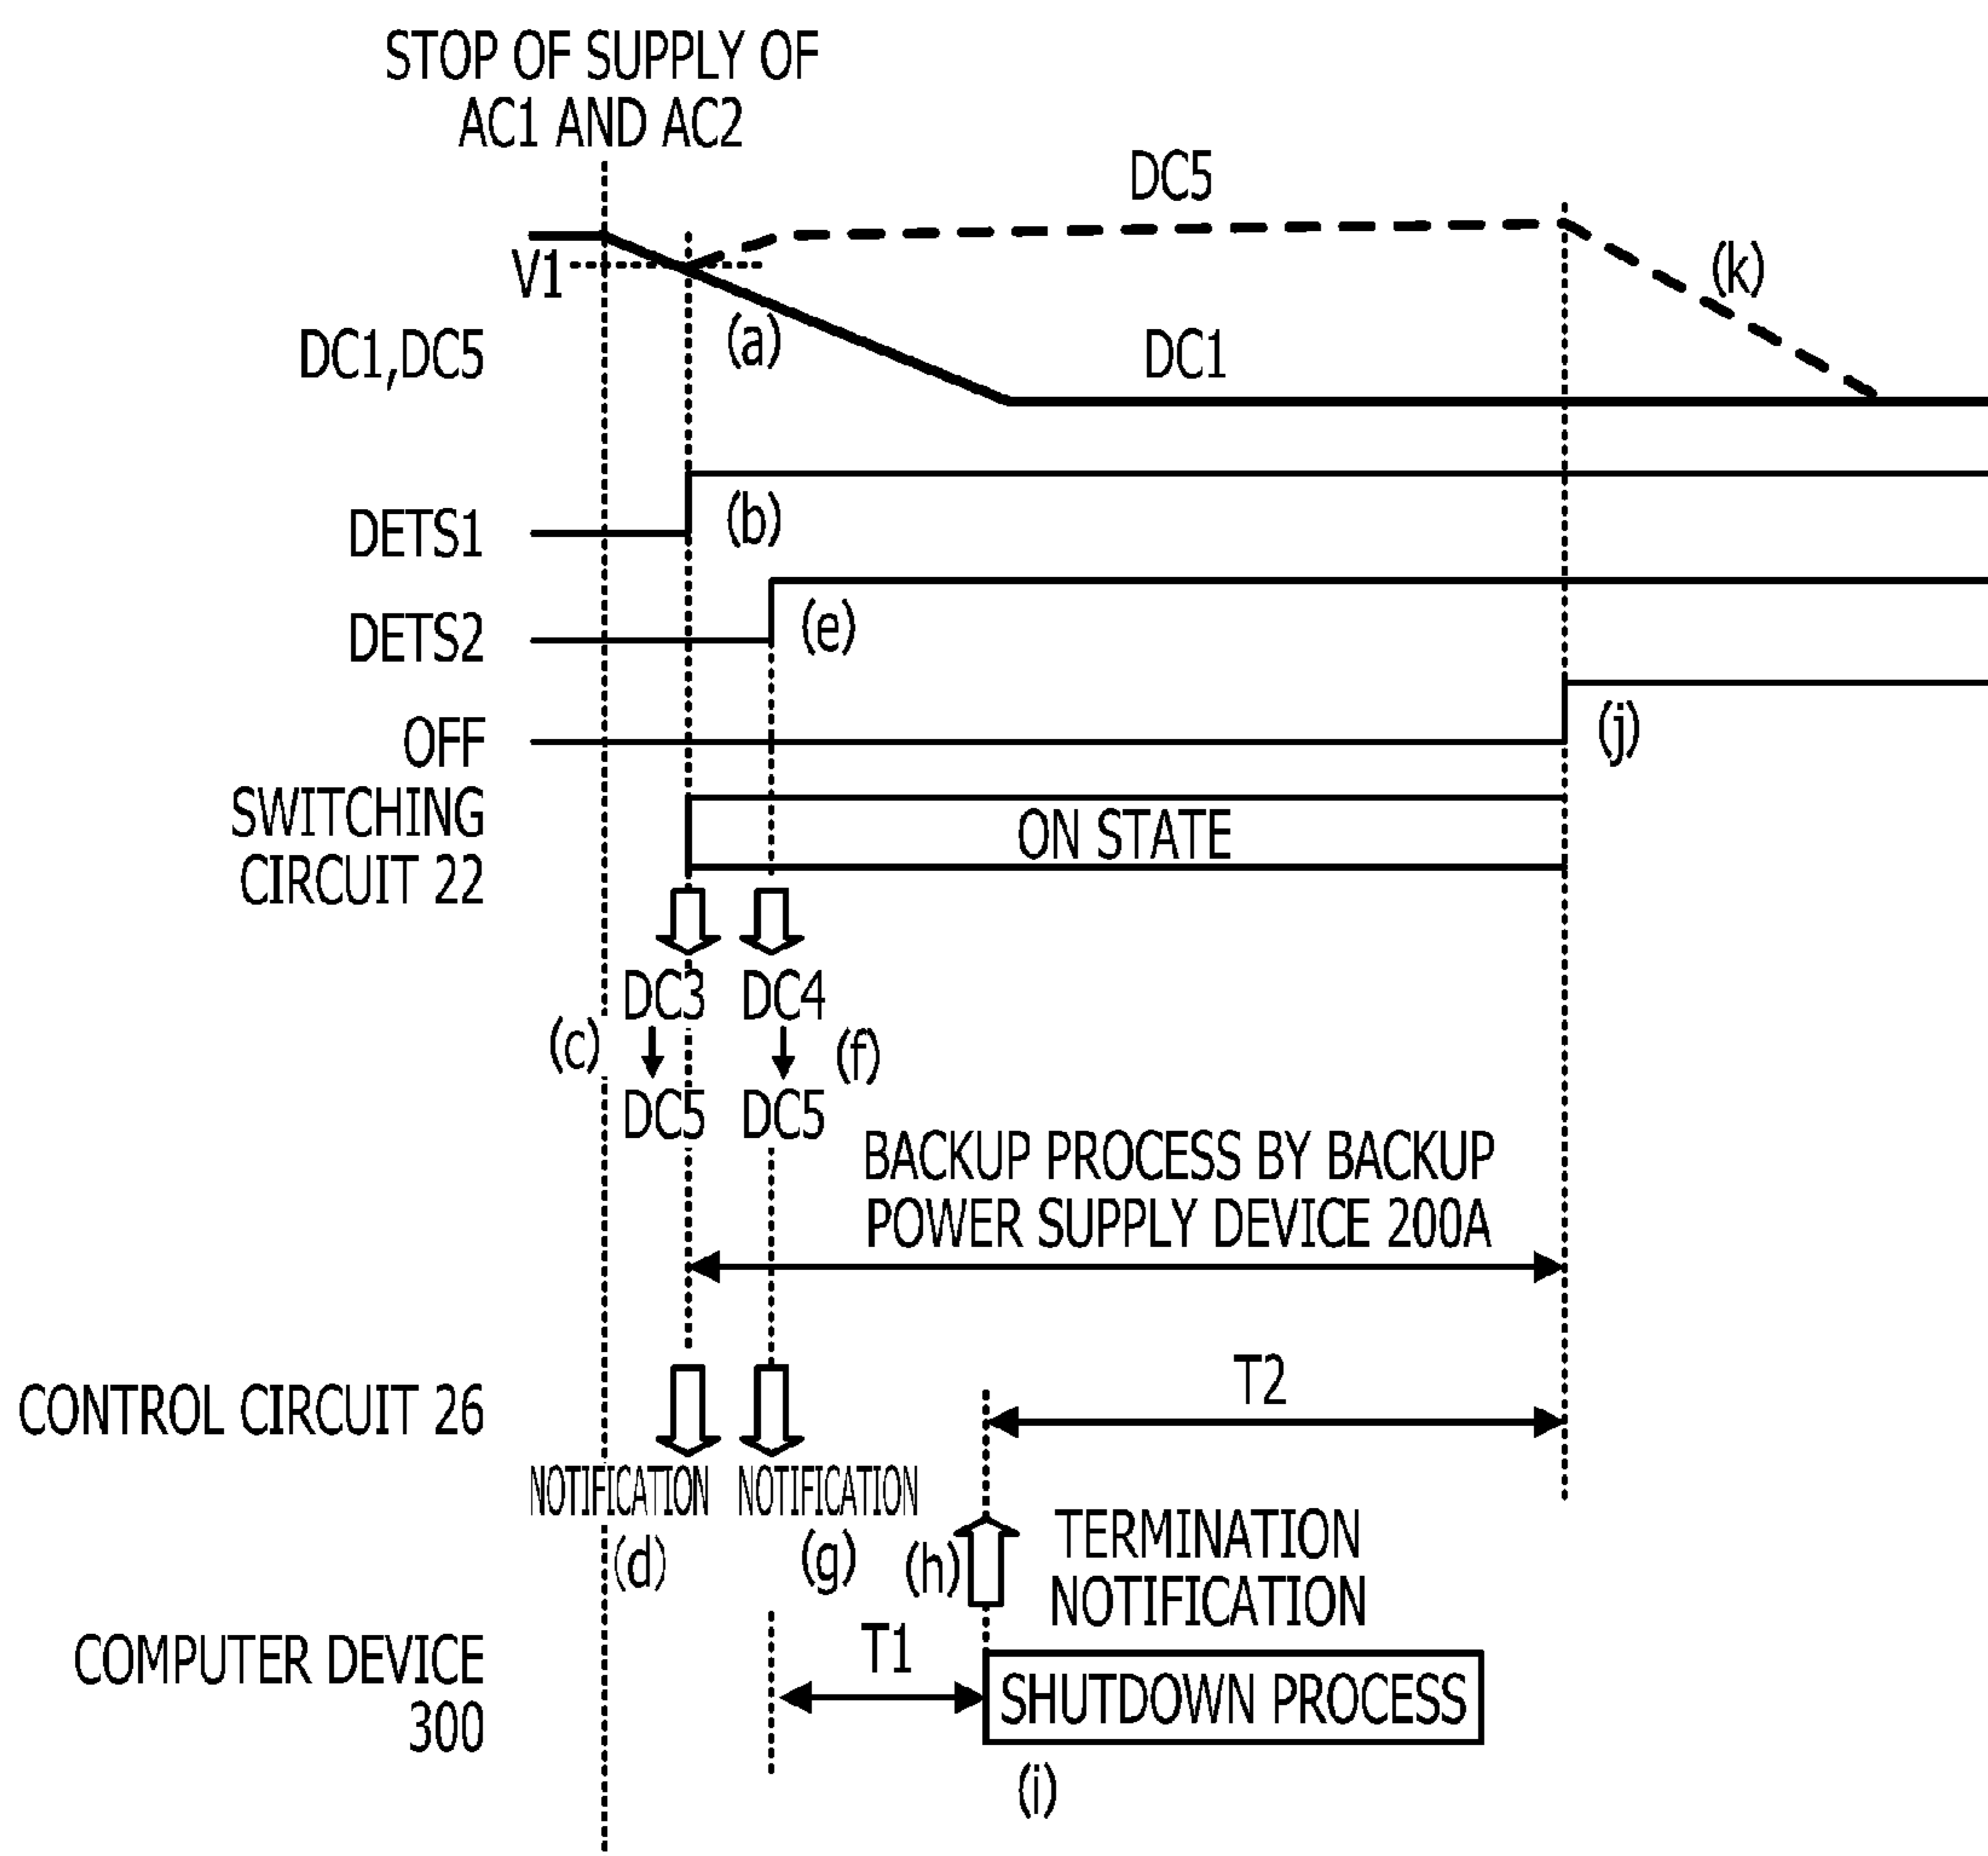 STOP OF SUPPLY OF
AC1 AND AC2
DC5
V1
(k)
(a)
DC1,DC5
DC1
DETS1
(b)
DETS2
(e)
OFF
(j)
SWITCHING
CIRCUIT 22
ON STATE
DC3
DC4
(c)
(f)
DC5
DC5
BACKUP PROCESS BY BACKUP
POWER SUPPLY DEVICE 200A
CONTROL CIRCUIT 26
T2
NOTIFICATION
NOTIFICATION
(d)
(g)
(h)
TERMINATION
NOTIFICATION
COMPUTER DEVICE
300
T1
SHUTDOWN PROCESS
(i)